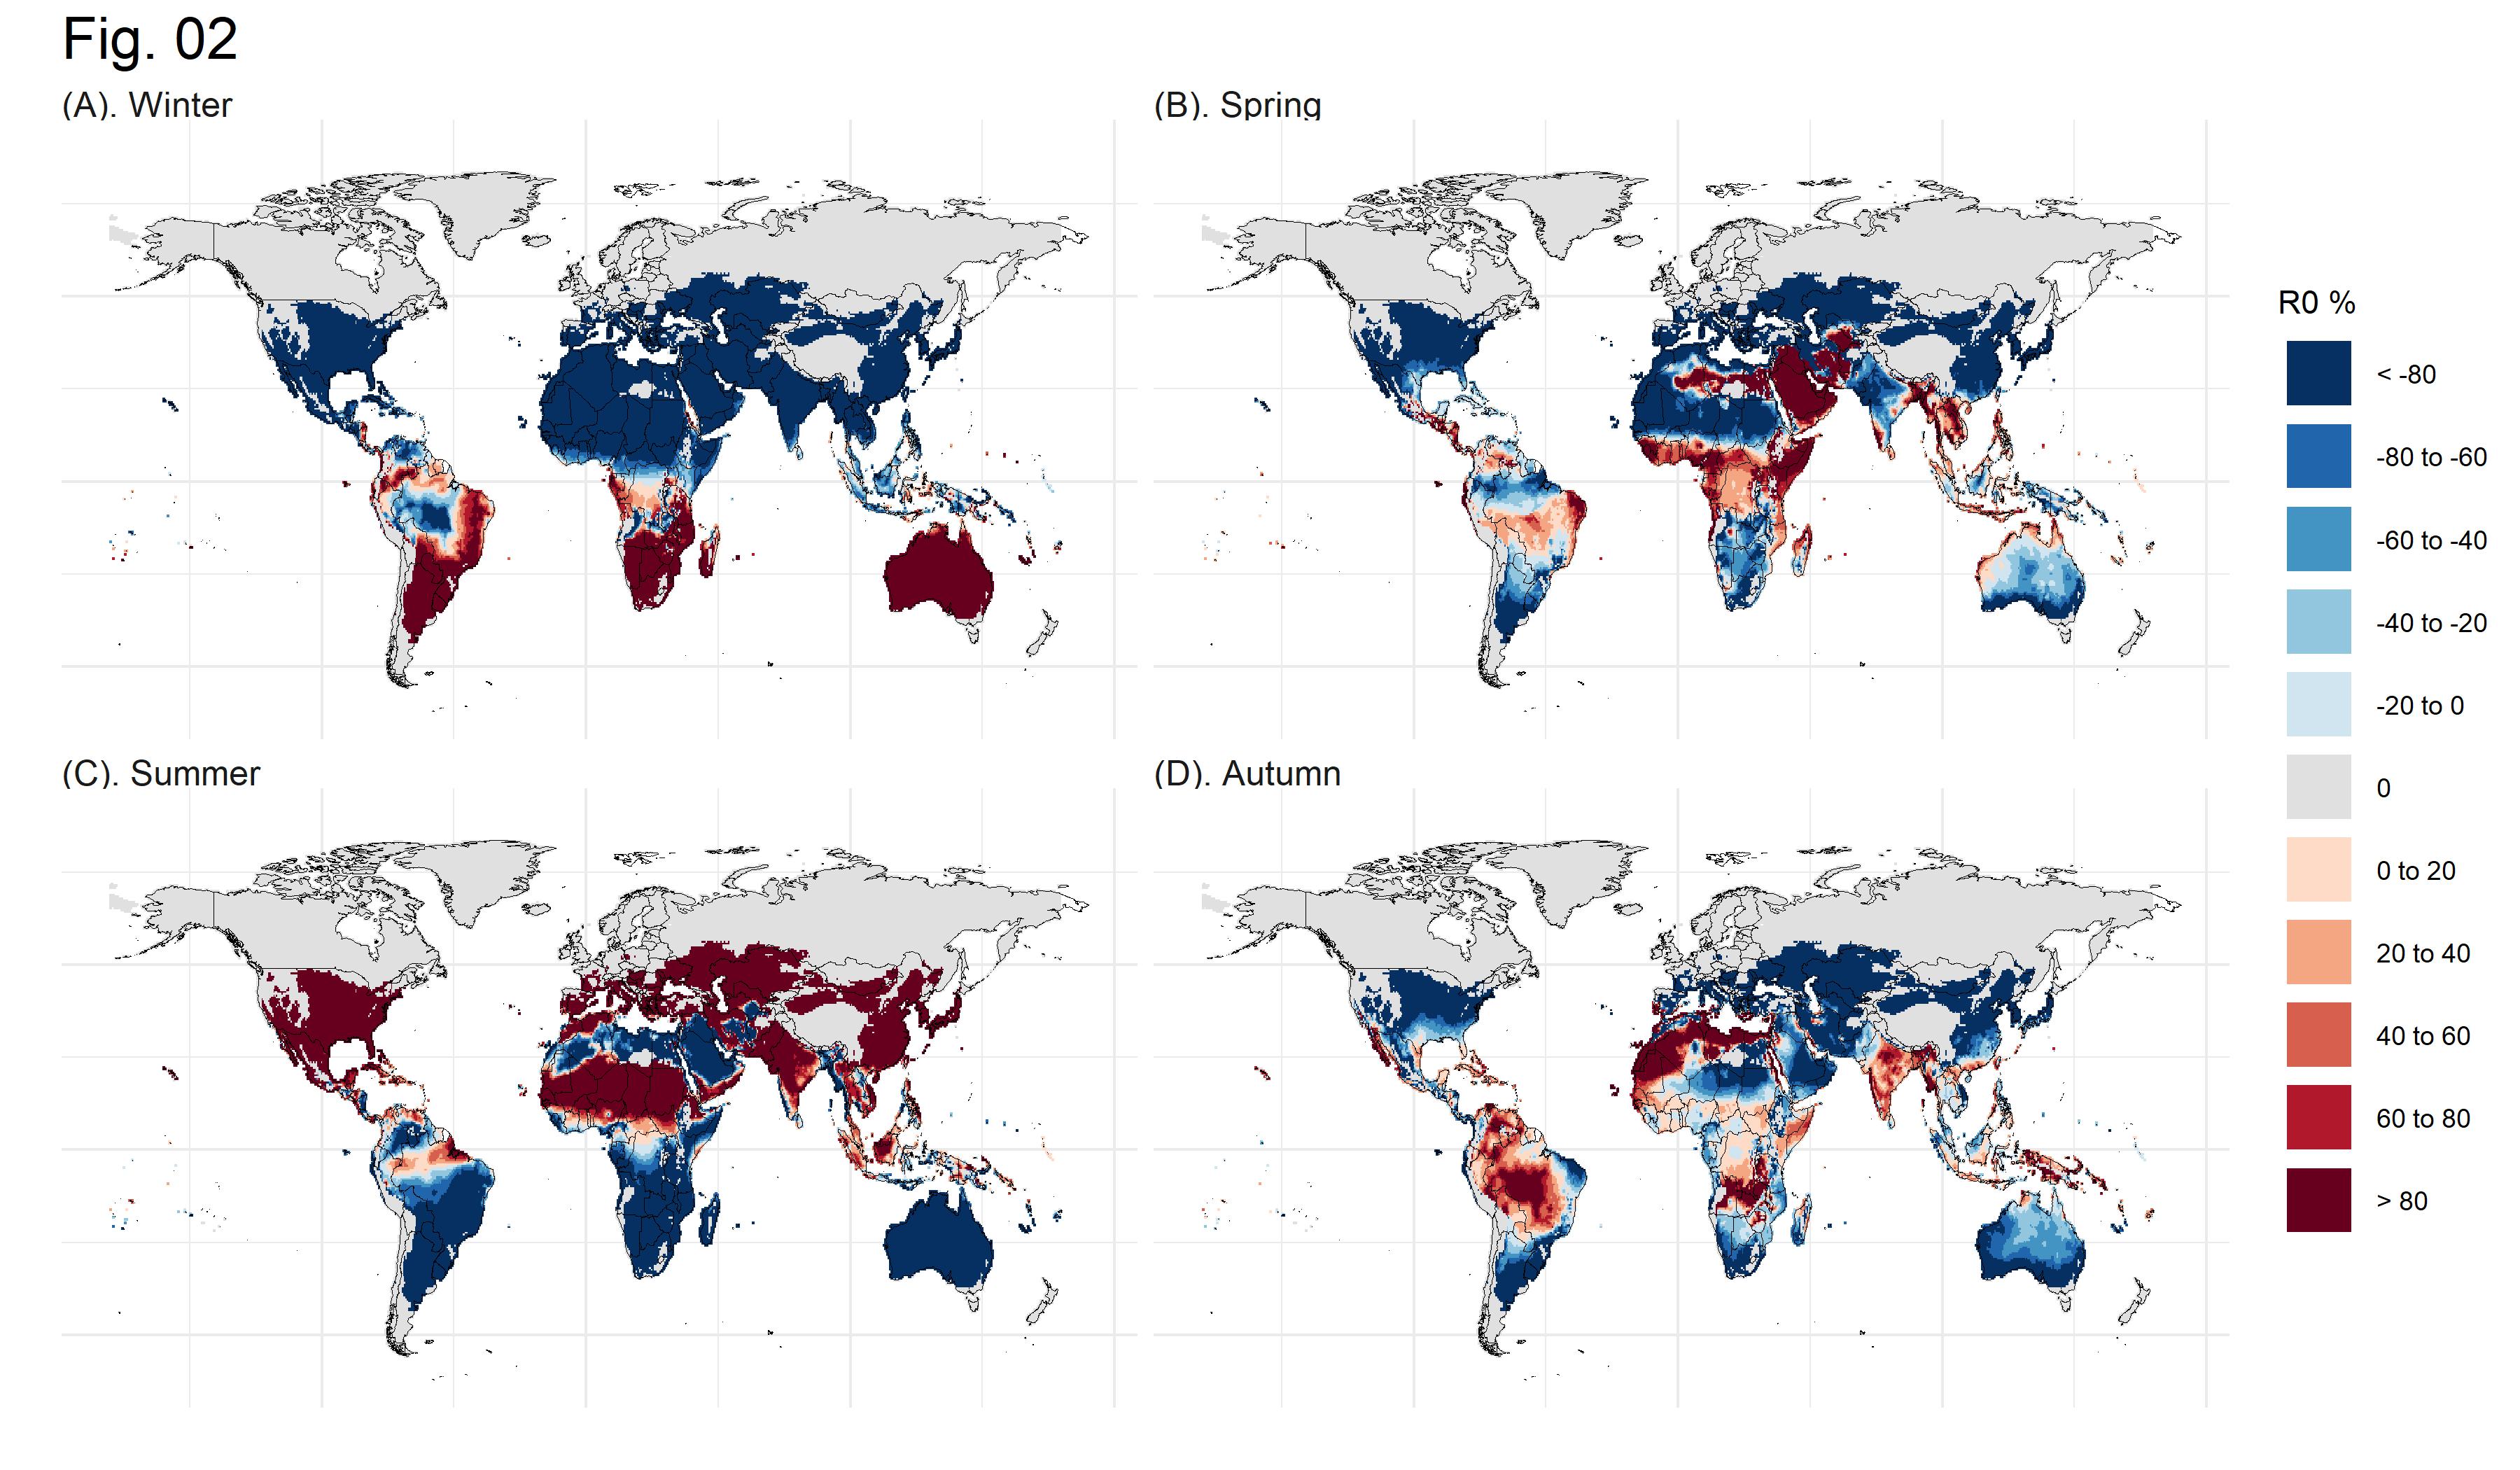 Fig. 02
(A). Winter
(B). Spring
(C). Summer
(D). Autumn
R0 %
< -80
-80 to -60
-60 to -40
-40 to -20
-20 to 0
0
0 to 20
20 to 40
40 to 60
60 to 80
> 80